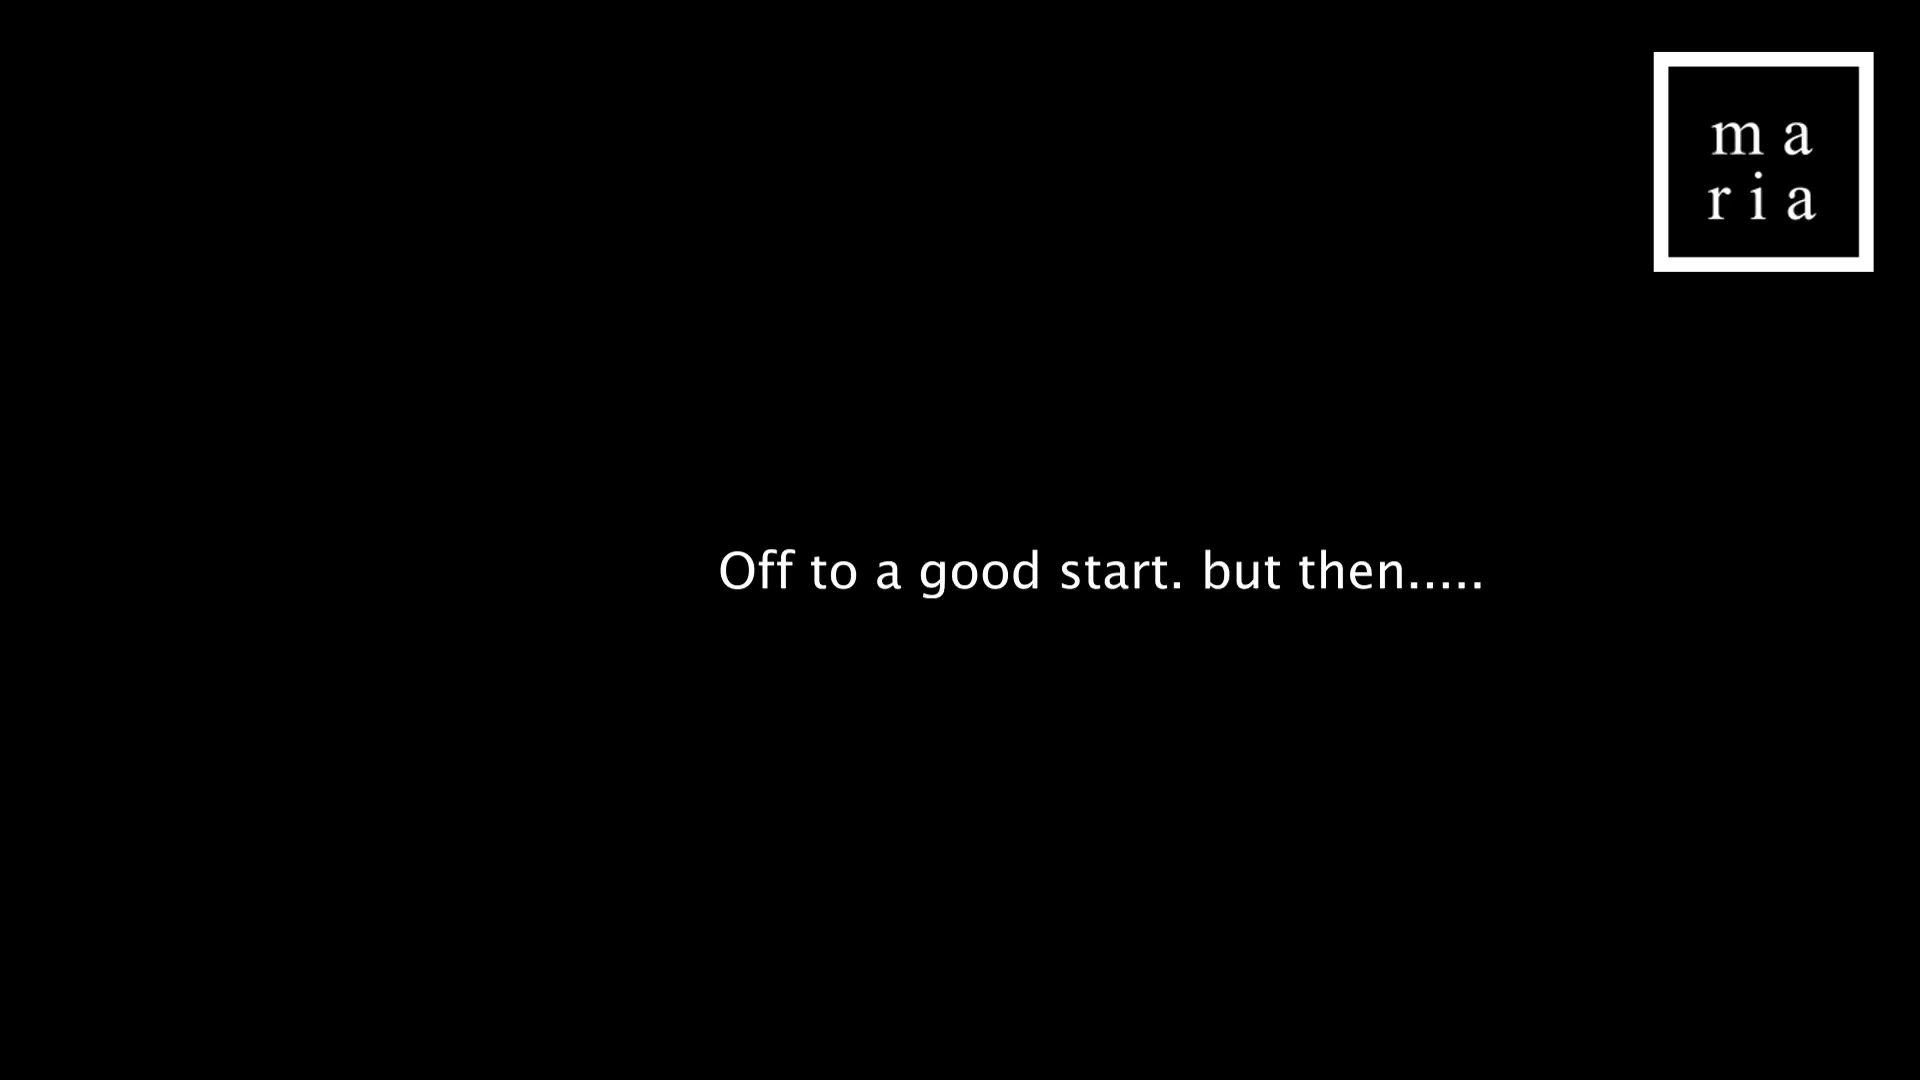 m a
r i a
Off to a good start. but then.....